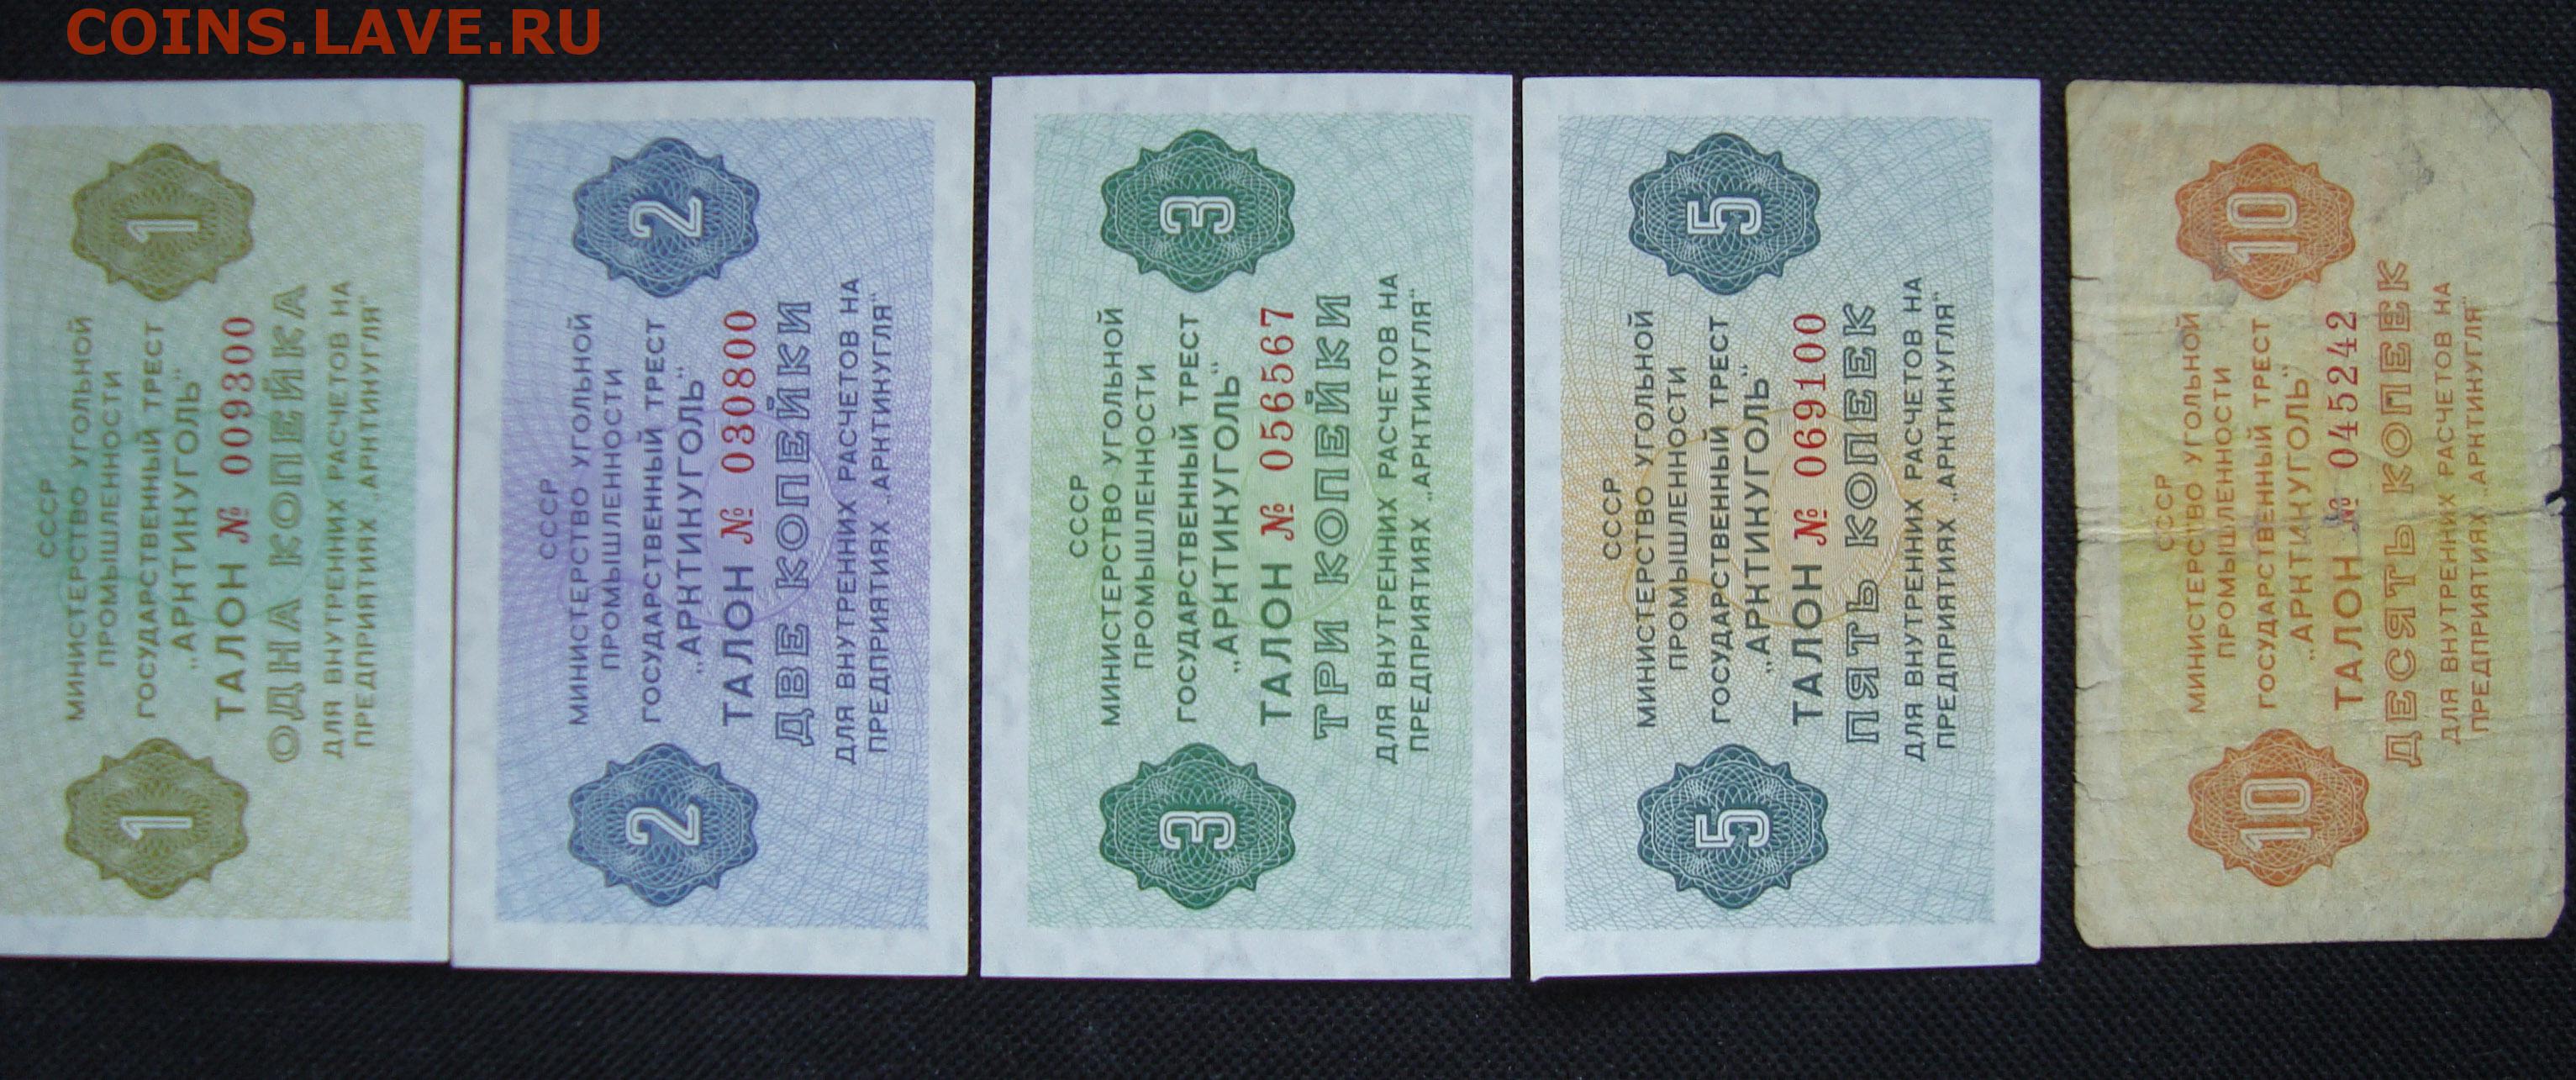 COINS.LAVE.RU
СССР
МИНИСТЕРСТВО УГОЛЬНОЙ
ПРОМЫШЛЕННОСТИ
ГОСУДАРСТВЕННЫЙ ТРЕСТ
„АРКТИКУГОЛЬ“
ТАЛОН № 009300
ОДНА КОПЕЙКА
ДЛЯ ВНУТРЕННИХ РАСЧЕТОВ НА
ПРЕДПРИЯТИЯХ „АРКТИКУГЛЯ“
1
1
СССР
МИНИСТЕРСТВО УГОЛЬНОЙ
ПРОМЫШЛЕННОСТИ
ГОСУДАРСТВЕННЫЙ ТРЕСТ
„АРКТИКУГОЛЬ“
ТАЛОН № 030800
ДВЕ КОПЕЙКИ
ДЛЯ ВНУТРЕННИХ РАСЧЕТОВ НА
ПРЕДПРИЯТИЯХ „АРКТИКУГЛЯ“
2
2
СССР
МИНИСТЕРСТВО УГОЛЬНОЙ
ПРОМЫШЛЕННОСТИ
ГОСУДАРСТВЕННЫЙ ТРЕСТ
„АРКТИКУГОЛЬ“
ТАЛОН № 056567
ТРИ КОПЕЙКИ
ДЛЯ ВНУТРЕННИХ РАСЧЕТОВ НА
ПРЕДПРИЯТИЯХ „АРКТИКУГЛЯ“
3
3
СССР
МИНИСТЕРСТВО УГОЛЬНОЙ
ПРОМЫШЛЕННОСТИ
ГОСУДАРСТВЕННЫЙ ТРЕСТ
„АРКТИКУГОЛЬ“
ТАЛОН № 069100
ПЯТЬ КОПЕЕК
ДЛЯ ВНУТРЕННИХ РАСЧЕТОВ НА
ПРЕДПРИЯТИЯХ „АРКТИКУГЛЯ“
5
5
СССР
МИНИСТЕРСТВО УГОЛЬНОЙ
ПРОМЫШЛЕННОСТИ
ГОСУДАРСТВЕННЫЙ ТРЕСТ
„АРКТИКУГОЛЬ“
ТАЛОН № 045242
ДЕСЯТЬ КОПЕЕК
ДЛЯ ВНУТРЕННИХ РАСЧЕТОВ НА
ПРЕДПРИЯТИЯХ „АРКТИКУГЛЯ“
10
10